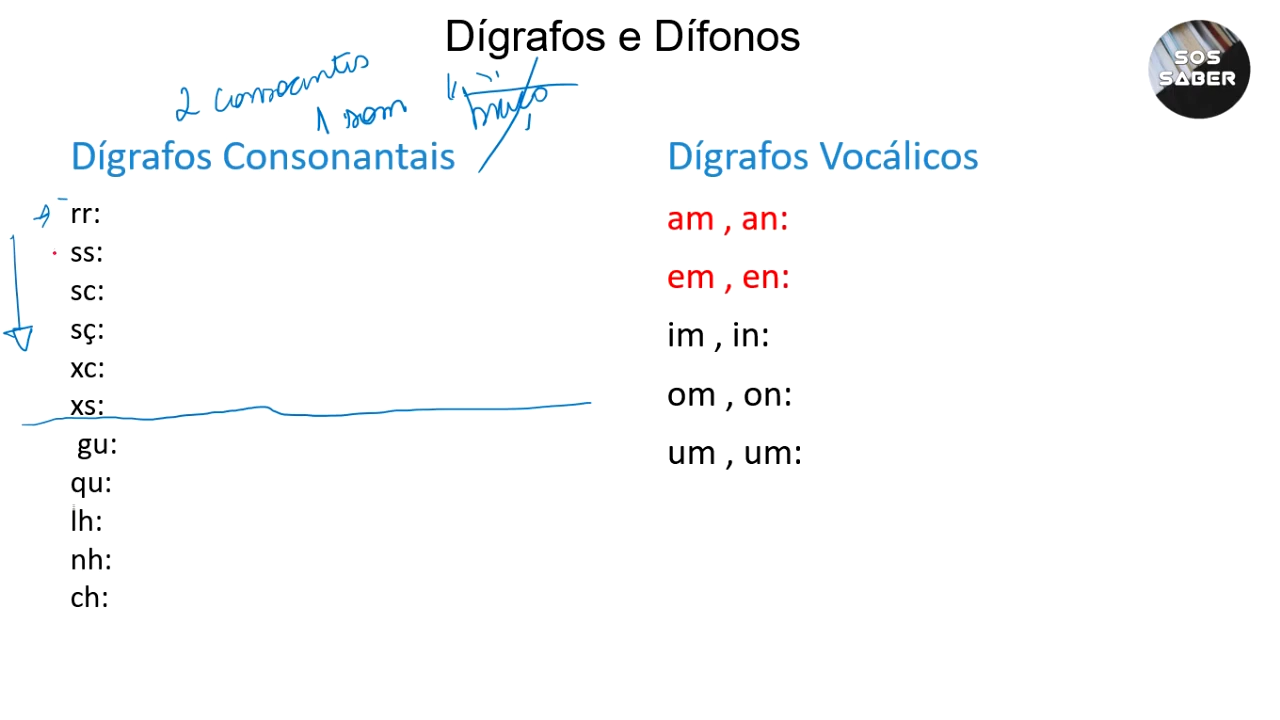 Dígrafos e Dífonos
SOS
SABER
2 consoantes
1 som
Dígrafos Consonantais
rr:
ss:
sc:
sç:
xc:
xs:
gu:
qu:
lh:
nh:
ch:
Dígrafos Vocálicos
am , an:
em , en:
im , in:
om , on:
um , um: